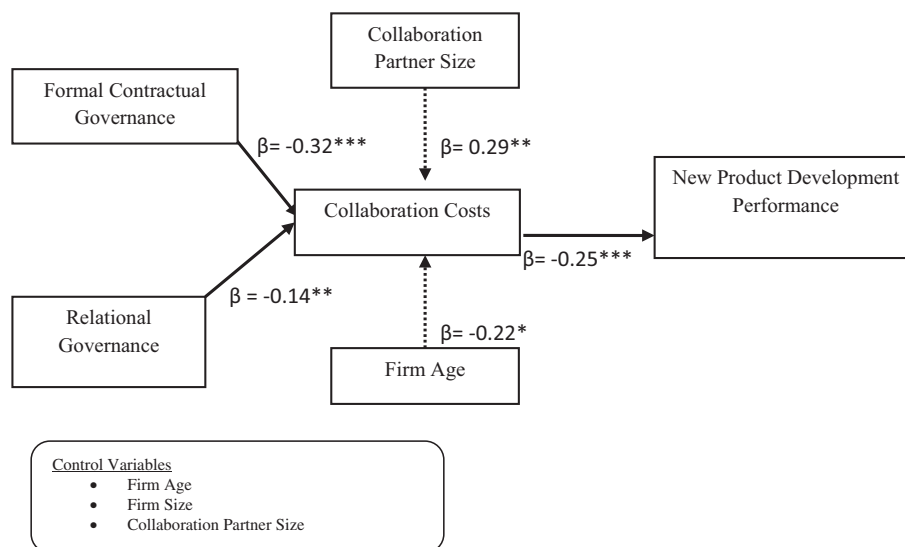 Collaboration
Partner Size
Formal Contractual
Governance
β= -0.32***
β= 0.29**
New Product Development
Performance
Collaboration Costs
β= -0.25***
β = -0.14**
Relational
Governance
β= -0.22*
Firm Age
Control Variables
• Firm Age
• Firm Size
• Collaboration Partner Size